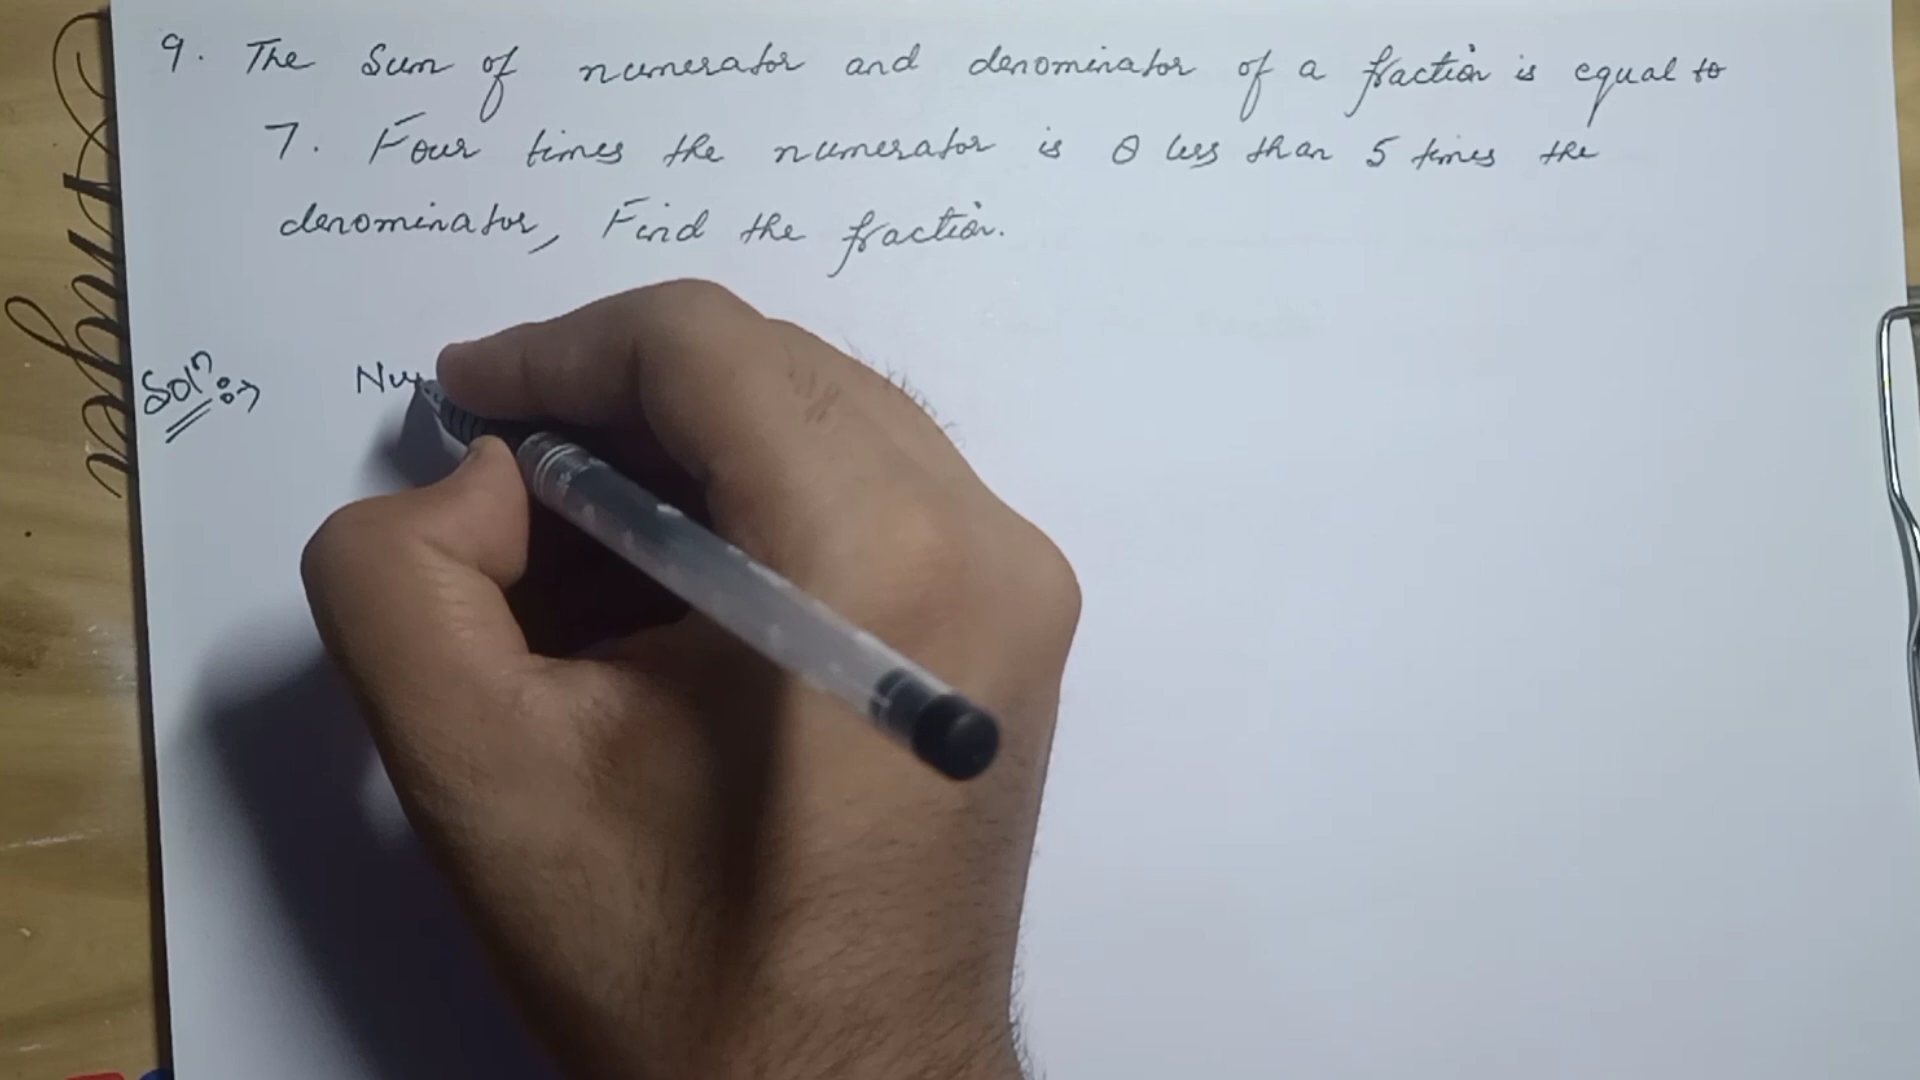 9. The Sum of numerator and denominator of a fraction is equal to
7. Four times the numerator is 8 less than 5 times the
denominator, Find the fraction.
Solⁿ :→ Nu